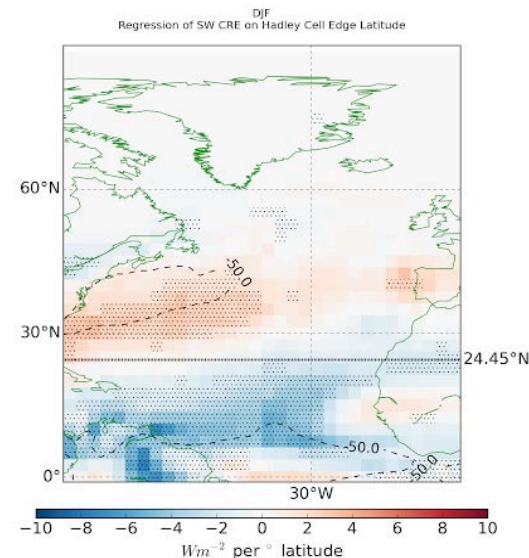 DJF
Regression of SW CRE on Hadley Cell Edge Latitude
60°N
-50.0
30°N
24.45°N
-50.0
-50.0
0°
30°W
−10 −8 −6 −4 −2 0 2 4 6 8 10
Wm⁻² per ° latitude